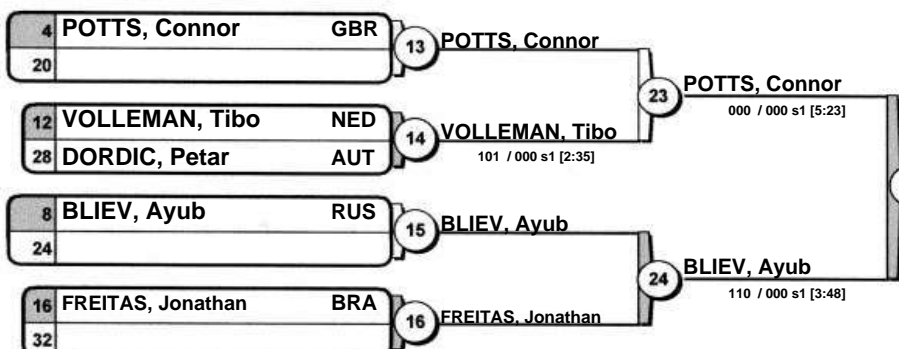 4 POTTS, Connor GBR
20
13 POTTS, Connor
12 VOLLEMAN, Tibo NED
28 DORDIC, Petar AUT
14 VOLLEMAN, Tibo
101 / 000 s1 [2:35]
23 POTTS, Connor
000 / 000 s1 [5:23]
8 BLIEV, Ayub RUS
24
15 BLIEV, Ayub
16 FREITAS, Jonathan BRA
32
16 FREITAS, Jonathan
24 BLIEV, Ayub
110 / 000 s1 [3:48]